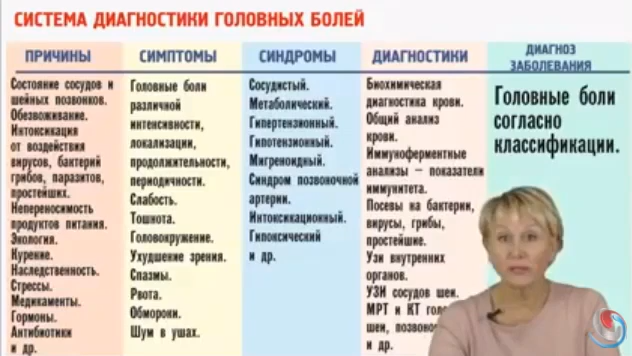 СИСТЕМА ДИАГНОСТИКИ ГОЛОВНЫХ БОЛЕЙ
ПРИЧИНЫ
Состояние сосудов и
шейных позвонков.
Обезвоживание.
Интоксикация
от воздействия
вирусов, бактерий
грибов, паразитов,
простейших.
Непереносимость
продуктов питания.
Экология.
Курение.
Наследственность.
Стрессы.
Медикаменты.
Гормоны.
Антибиотики
и др.
СИМПТОМЫ
Головные боли
различной
интенсивности,
локализации,
продолжительности,
периодичности.
Слабость.
Тошнота.
Головокружение.
Ухудшение зрения.
Спазмы.
Рвота.
Обмороки.
Шум в ушах.
СИНДРОМЫ
Сосудистый.
Метаболический.
Гипертензионный.
Гипотензионный.
Мигреноидный.
Синдром позвоночной
артерии.
Интоксикационный.
Гипоксический
и др.
ДИАГНОСТИКИ
Биохимическая
диагностика крови.
Общий анализ
крови.
Иммуноферментные
анализы – показатели
иммунитета.
Посевы на бактерии,
вирусы, грибы,
простейшие.
Узи внутренних
органов.
УЗИ сосудов шеи.
МРТ и КТ
шеи,
и др.
ДИАГНОЗ
ЗАБОЛЕВАНИЯ
Головные боли
согласно
классификации.